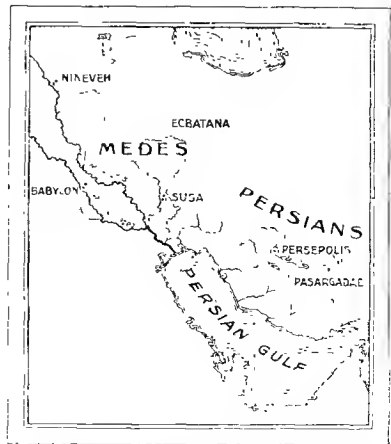 NINEVEH
ECBATANA
MEDES
BABYLON
SUSA
PERSIANS
PERSEPOLIS
PASARGADAE
PERSIAN GULF